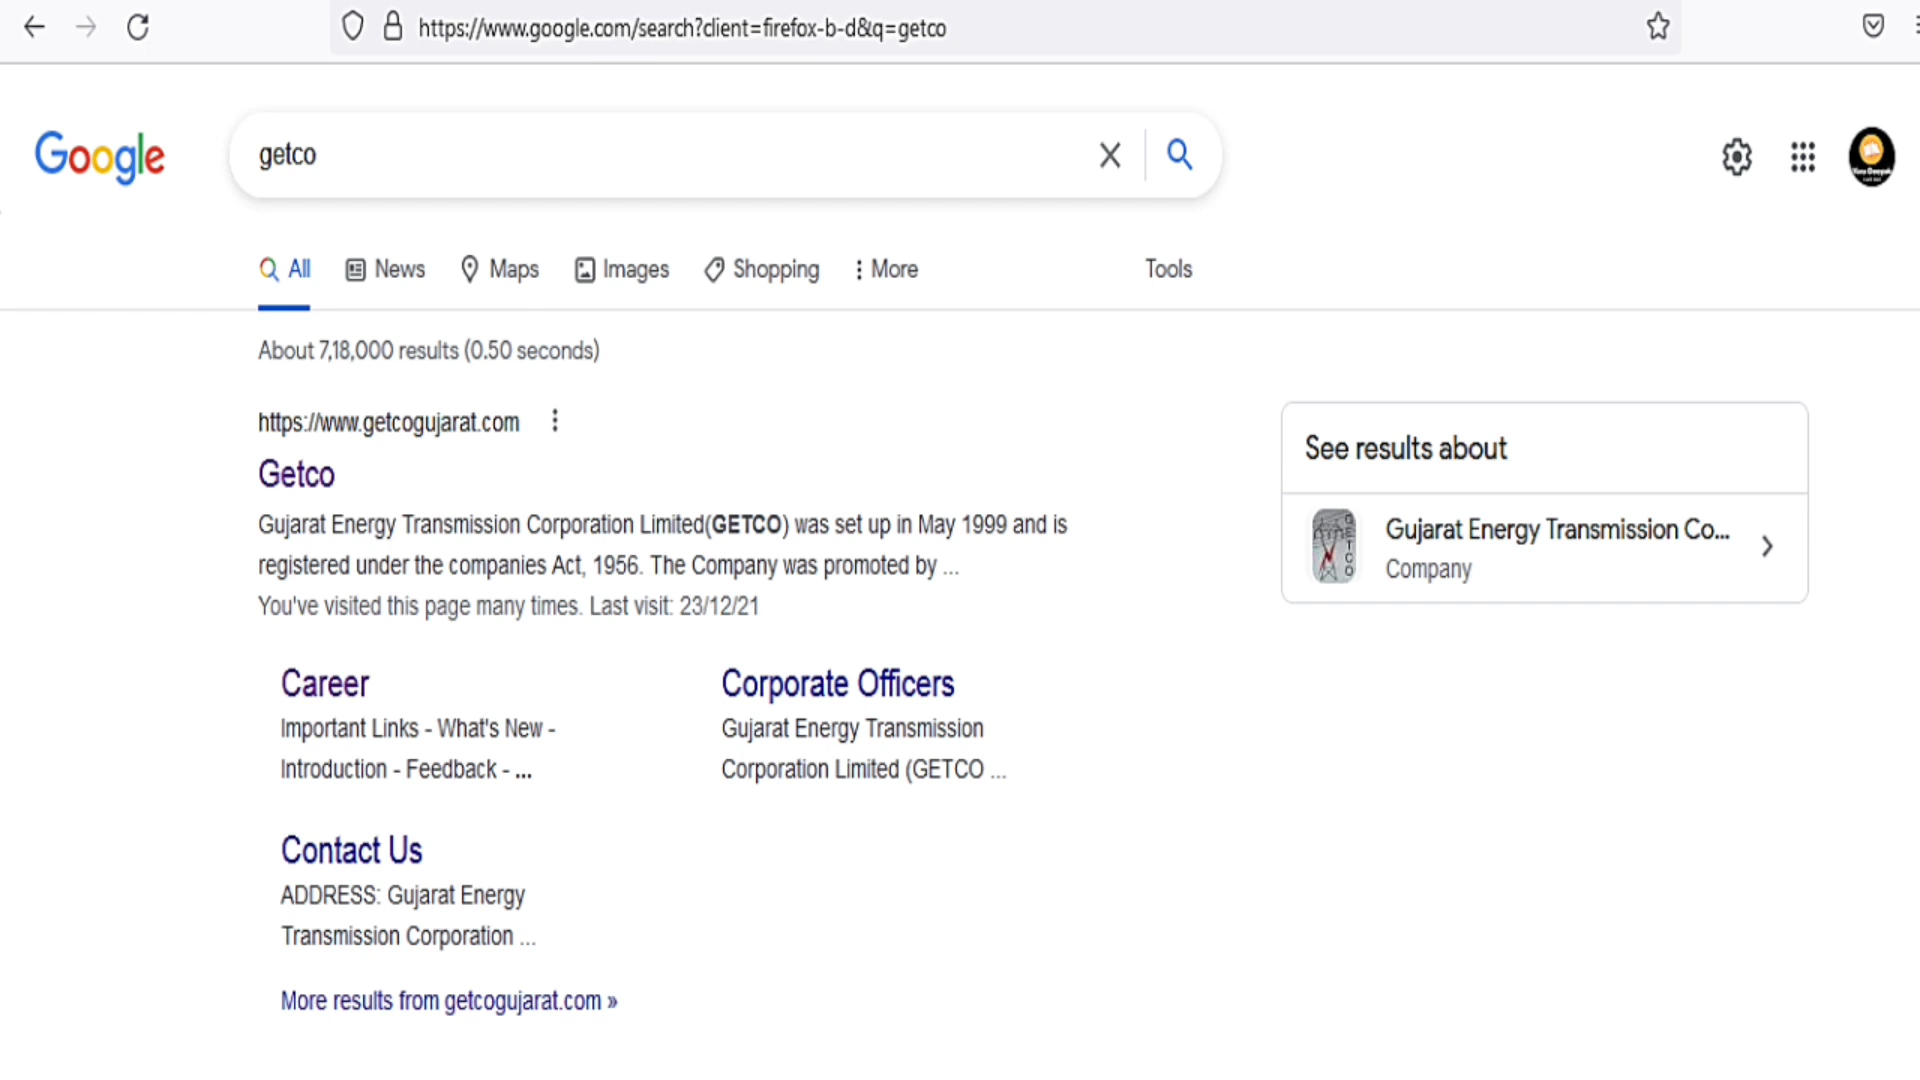 https://www.google.com/search?client=firefox-b-d&q=getco
Google
getco
All
News
Maps
Images
Shopping
More
Tools
About 7,18,000 results (0.50 seconds)
https://www.getcogujarat.com
Getco
Gujarat Energy Transmission Corporation Limited(GETCO) was set up in May 1999 and is
registered under the companies Act, 1956. The Company was promoted by ...
You've visited this page many times. Last visit: 23/12/21
Career
Important Links - What's New -
Introduction - Feedback - ...
Corporate Officers
Gujarat Energy Transmission
Corporation Limited (GETCO ...
Contact Us
ADDRESS: Gujarat Energy
Transmission Corporation ...
More results from getcogujarat.com »
See results about
GETCO
Gujarat Energy Transmission Co...
Company